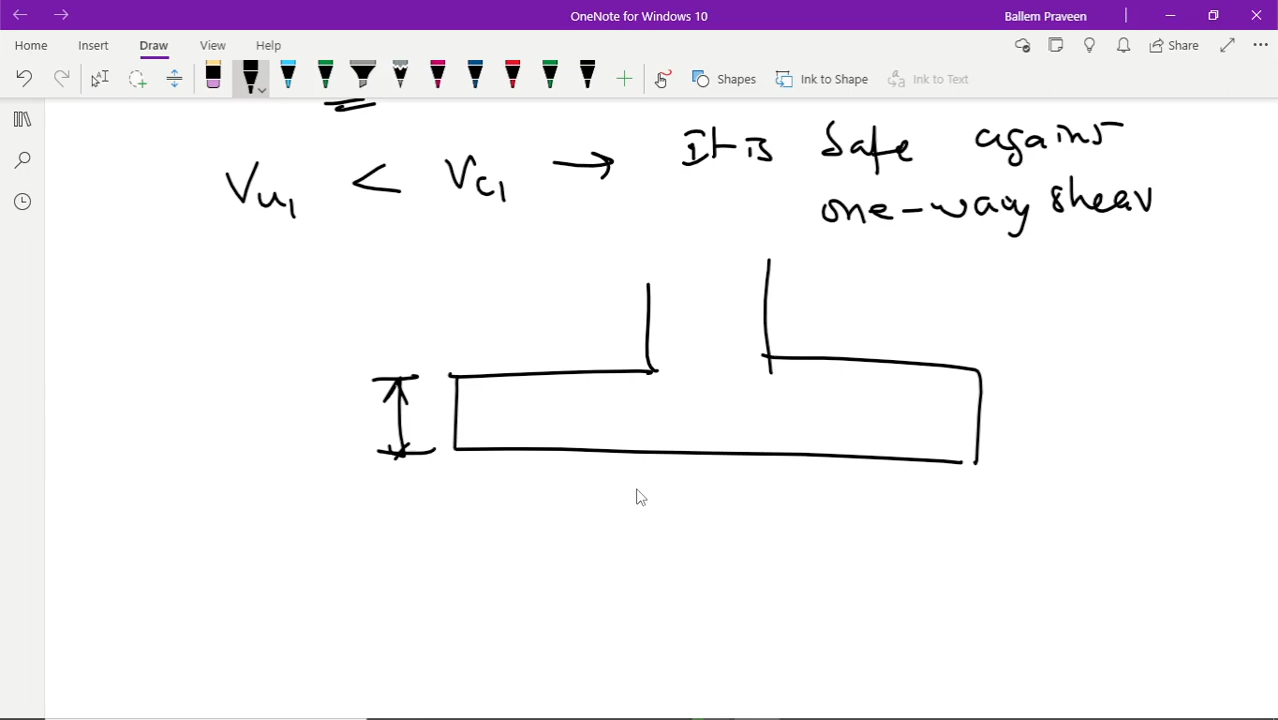 OneNote for Windows 10
Ballem Praveen
Home Insert Draw View Help
Share
Shapes
Ink to Shape
Ink to Text
Vu1 < Vc1 → It is safe against
one-way shear